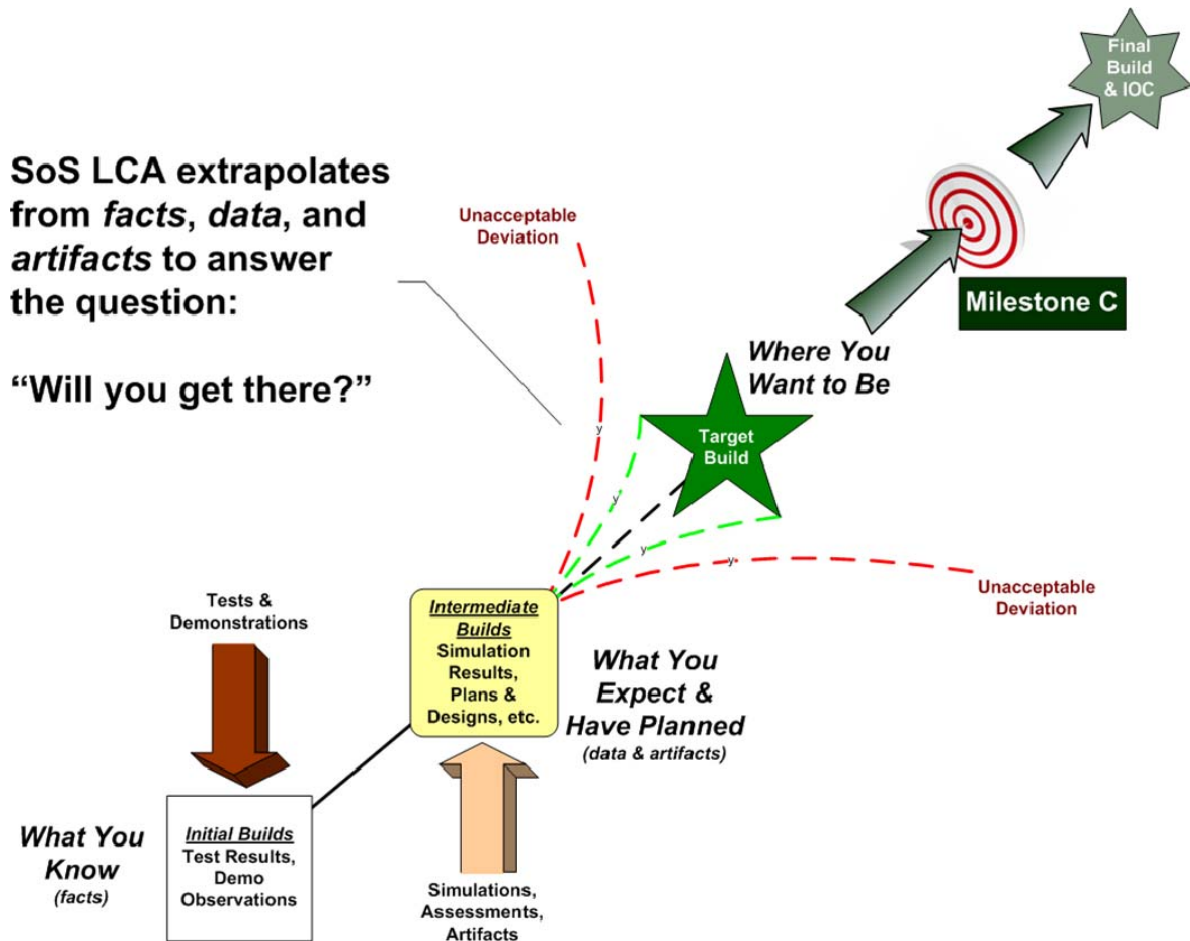 Final
Build
& IOC
SoS LCA extrapolates
from facts, data, and
artifacts to answer
the question:
“Will you get there?”
Unacceptable
Deviation
Milestone C
Where You
Want to Be
Target
Build
y
y
y
y
Unacceptable
Deviation
Tests &
Demonstrations
Intermediate
Builds
Simulation
Results,
Plans &
Designs, etc.
What You
Expect &
Have Planned
(data & artifacts)
What You
Know
(facts)
Initial Builds
Test Results,
Demo
Observations
Simulations,
Assessments,
Artifacts